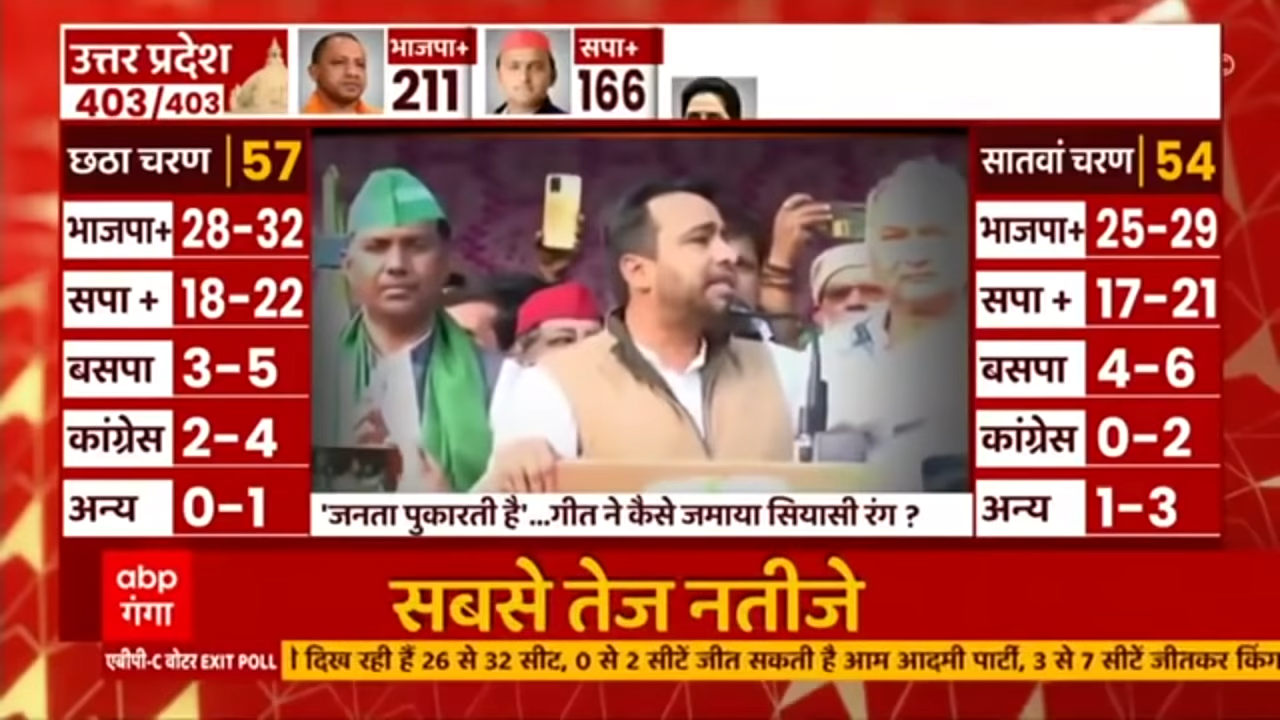 उत्तर प्रदेश
403/403
भाजपा+
211
सपा+
166
छठा चरण 57
भाजपा+ 28-32
सपा + 18-22
बसपा 3-5
कांग्रेस 2-4
अन्य 0-1
सातवां चरण 54
भाजपा+ 25-29
सपा + 17-21
बसपा 4-6
कांग्रेस 0-2
अन्य 1-3
'जनता पुकारती है'...गीत ने कैसे जमाया सियासी रंग ?
abp
गंगा
सबसे तेज नतीजे
एबीपी-C वोटर EXIT POLL
दिख रही हैं 26 से 32 सीट, 0 से 2 सीटें जीत सकती है आम आदमी पार्टी, 3 से 7 सीटें जीतकर